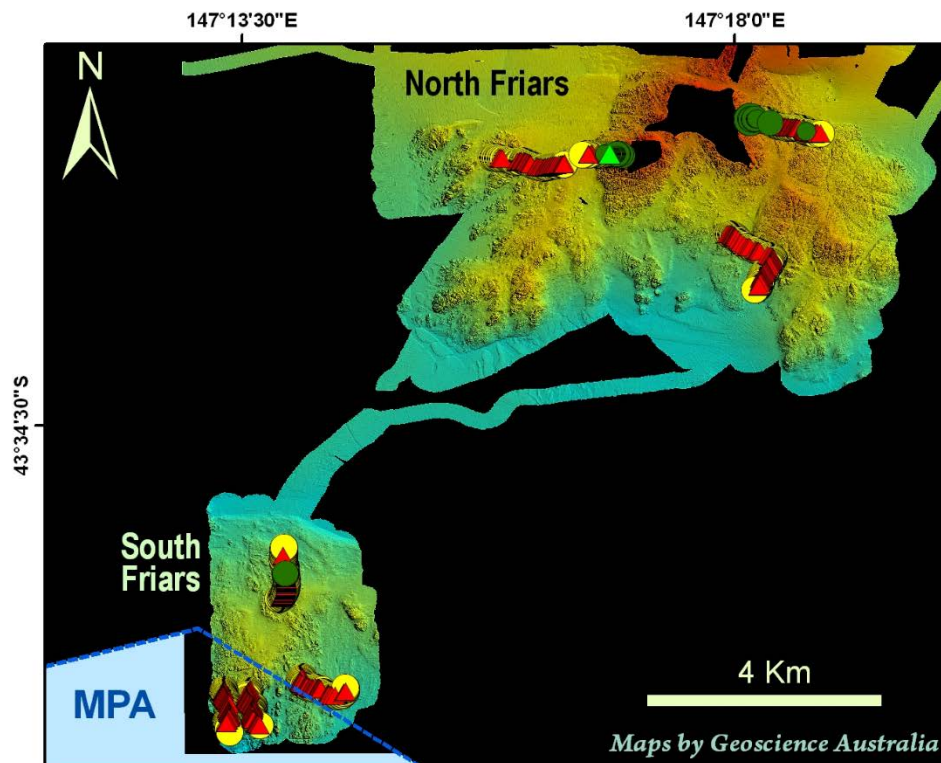 147°13'30"E
147°18'0"E
N
North Friars
43°34'30"S
South
Friars
MPA
4 Km
Maps by Geoscience Australia